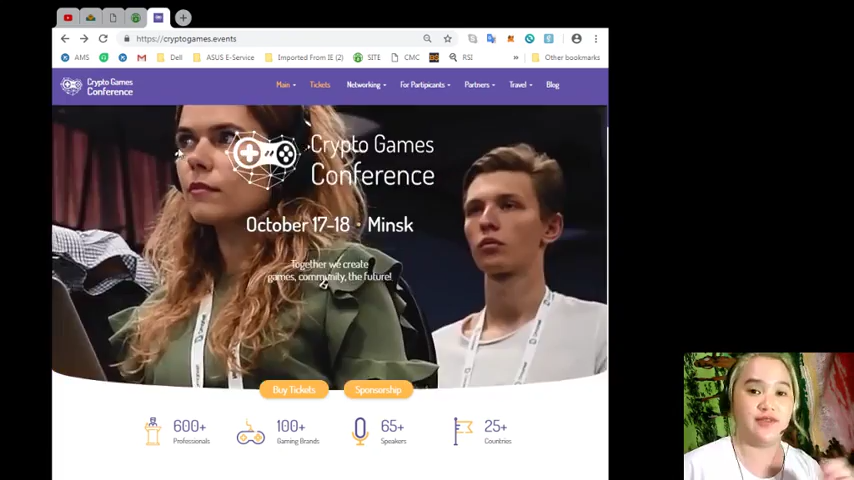 https://cryptogames.events
AMS
Dell
ASUS E-Service
Imported From IE (2)
SITE
CMC
RSI
»
Other bookmarks
Crypto Games
Conference
Main
Tickets
Networking
For Partipicants
Partners
Travel
Blog
Crypto Games
Conference
October 17-18 • Minsk
Together we create
games, community, the future!
Buy Tickets
Sponsorship
600+
Professionals
100+
Gaming Brands
65+
Speakers
25+
Countries